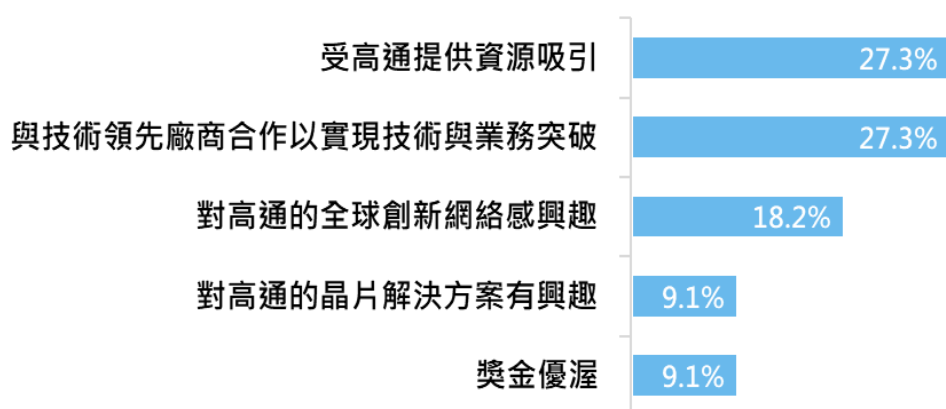 受高通提供資源吸引 27.3%
與技術領先廠商合作以實現技術與業務突破 27.3%
對高通的全球創新網絡感興趣 18.2%
對高通的晶片解決方案有興趣 9.1%
獎金優渥 9.1%